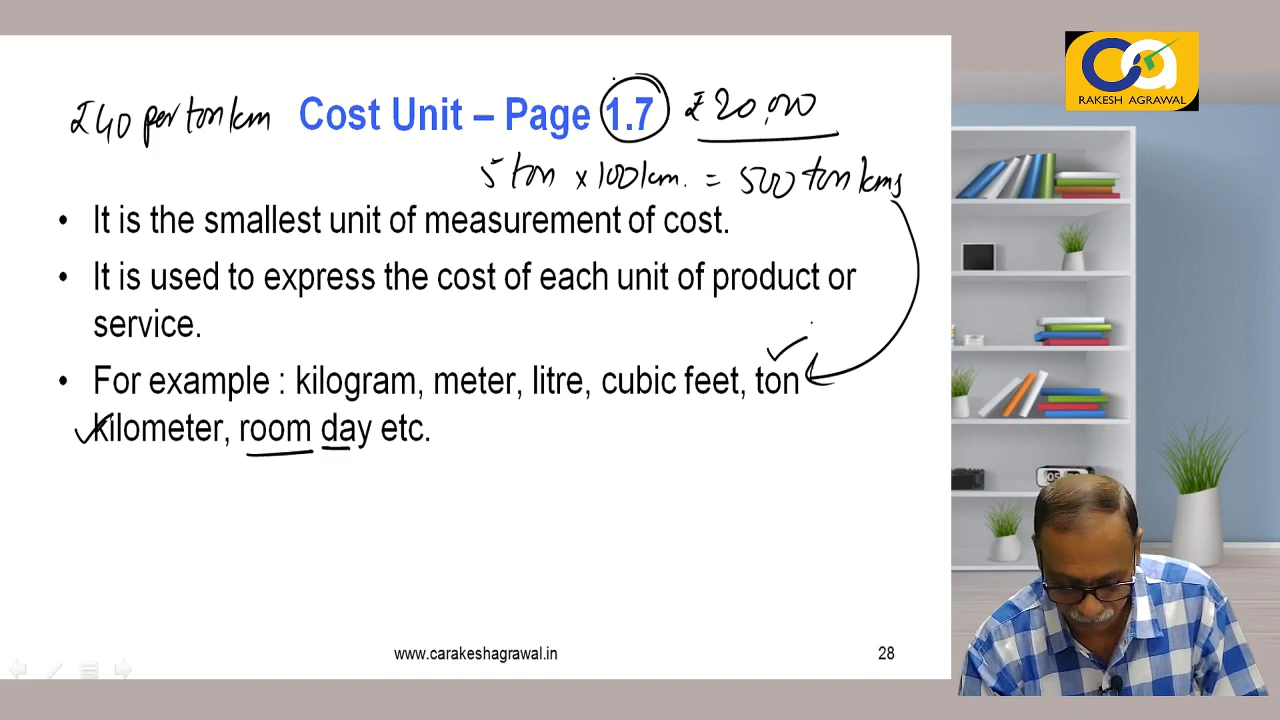 ₹40 per ton km Cost Unit – Page 1.7 ₹20,000
5 ton × 100 km. = 500 ton kms
• It is the smallest unit of measurement of cost.
• It is used to express the cost of each unit of product or
service.
• For example : kilogram, meter, litre, cubic feet, ton
Kilometer, room day etc.
www.carakeshagrawal.in 28
ca
RAKESH AGRAWAL